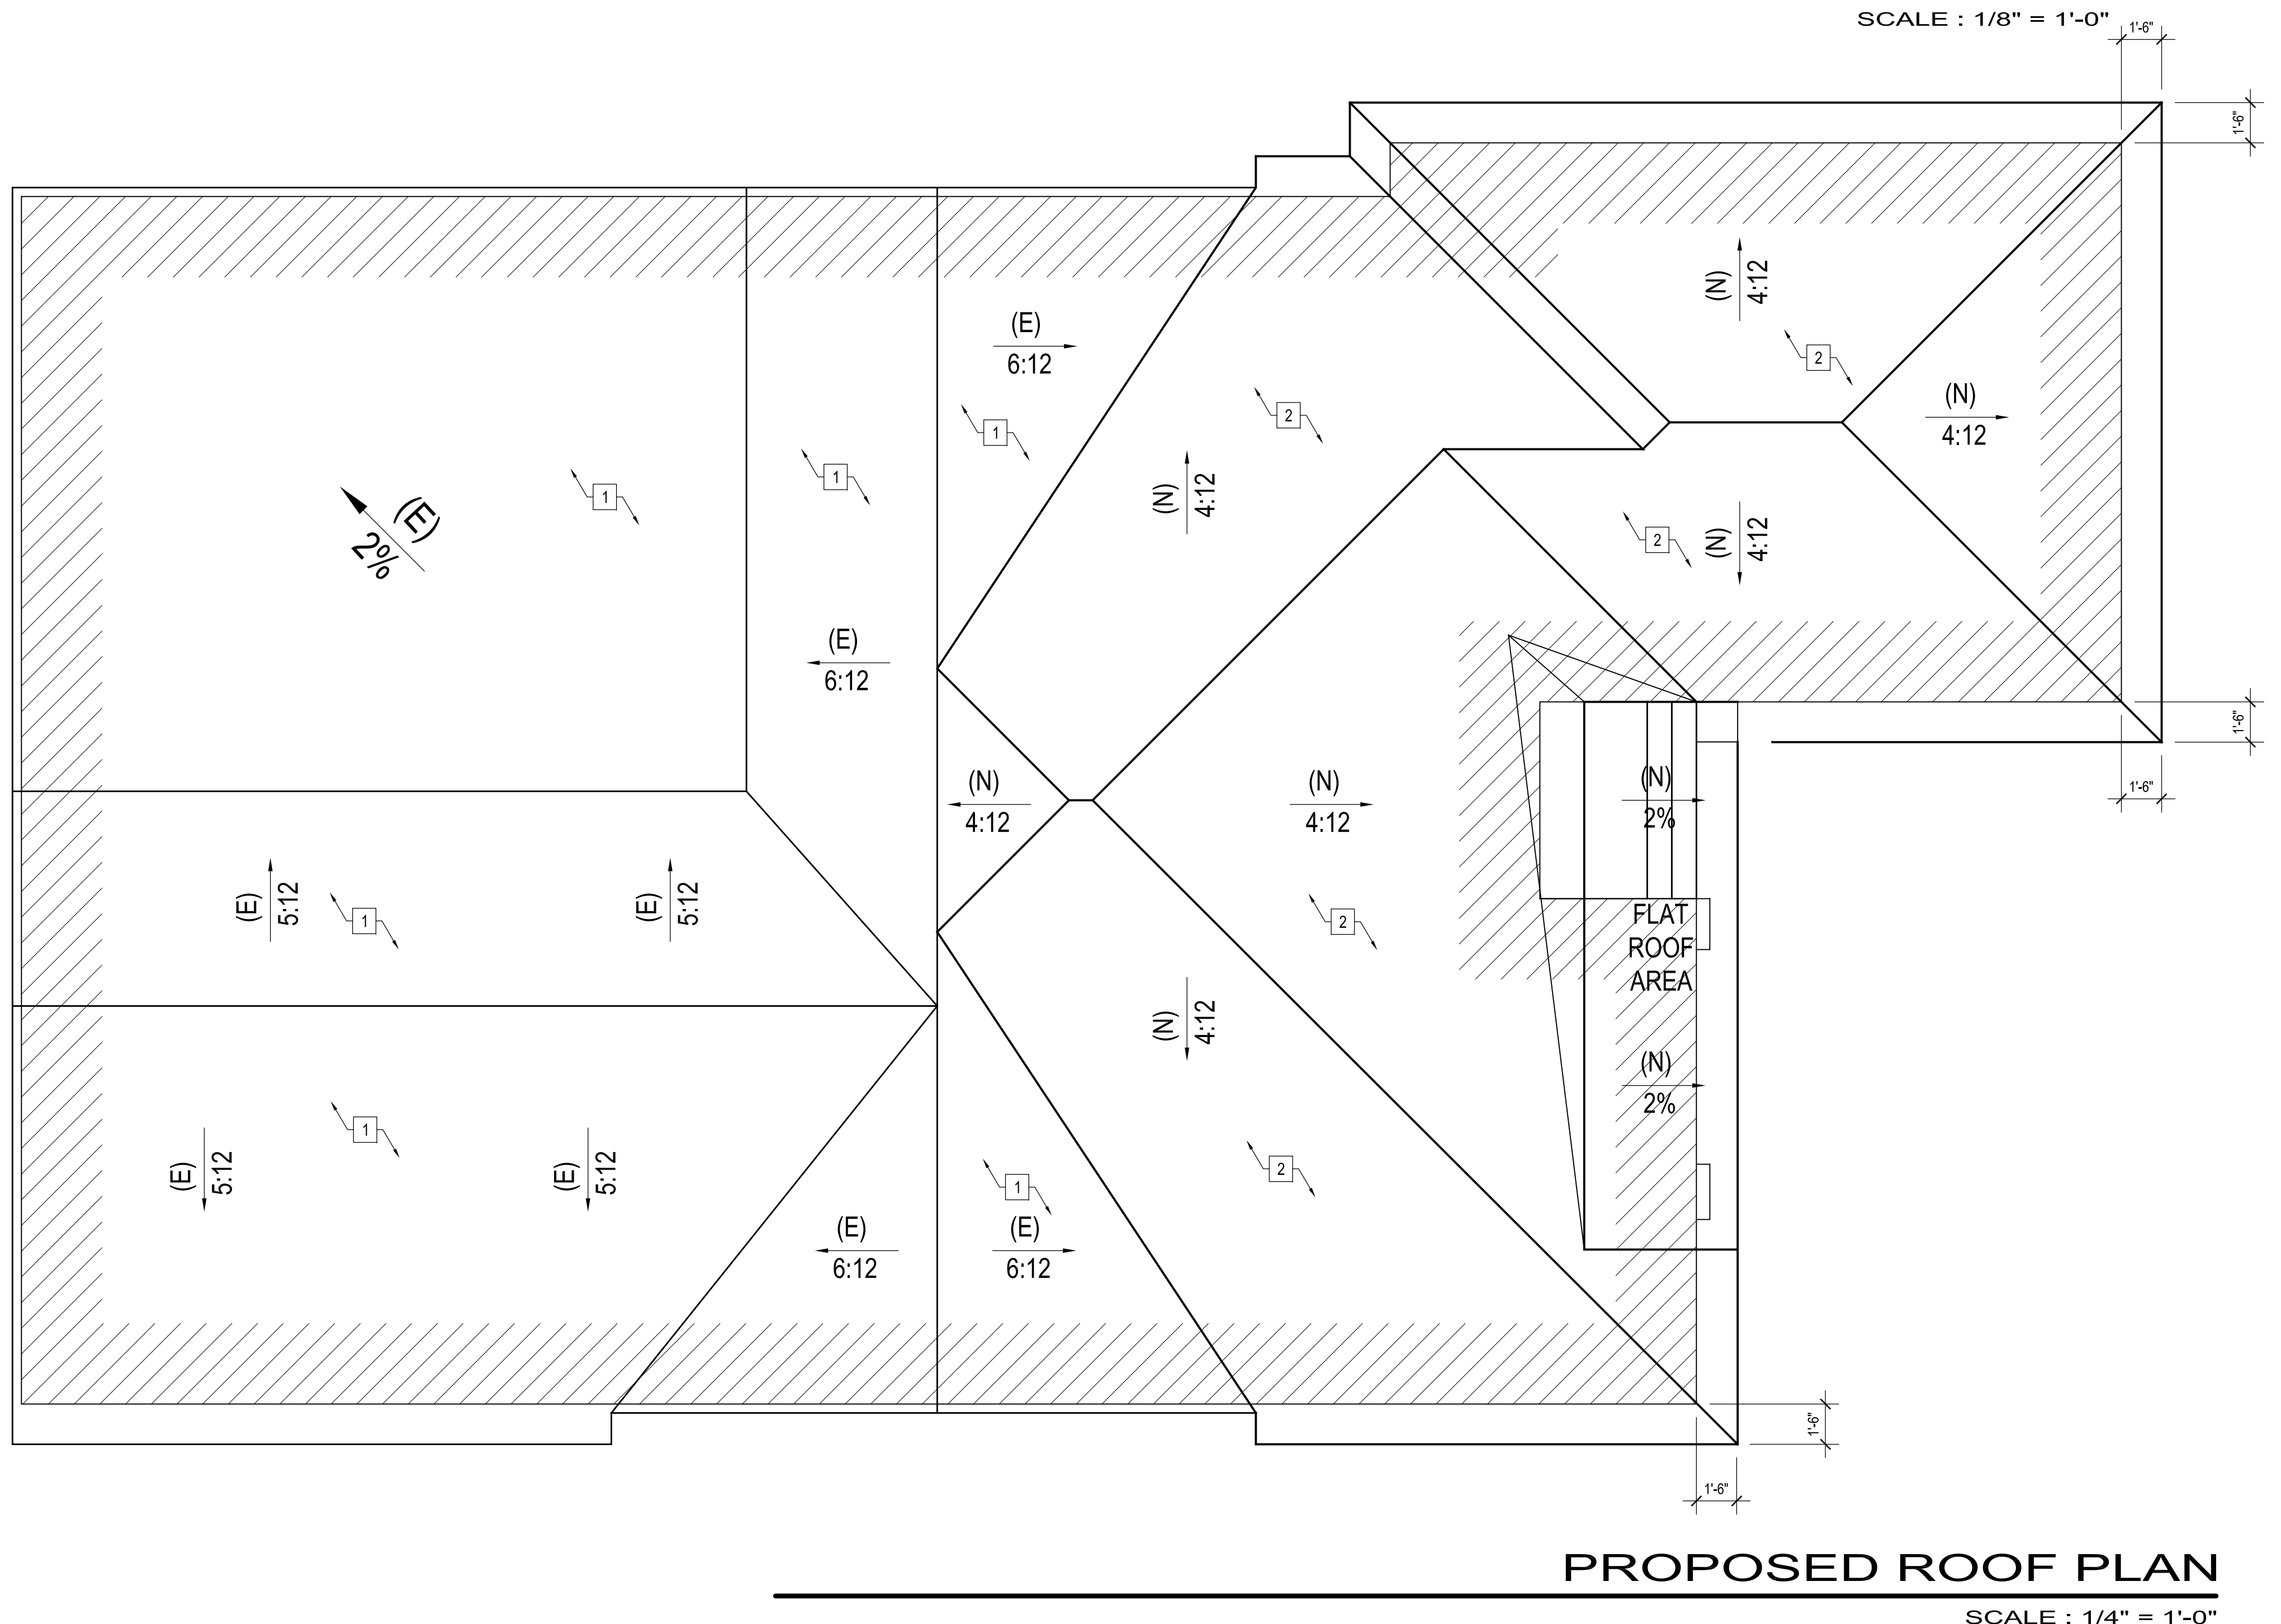 SCALE : 1/8" = 1'-0"
1'-6"
1'-6"
(N)
4:12
(E)
6:12
2
1
2
(N)
4:12
(E)
2%
1
1
(N)
4:12
2
(N)
4:12
(E)
6:12
1'-6"
1'-6"
(N)
4:12
(N)
4:12
(N)
2%
(E)
5:12
(E)
5:12
1
2
FLAT
ROOF
AREA
(N)
4:12
(N)
2%
(E)
5:12
1
(E)
5:12
(E)
6:12
1
(E)
6:12
2
1'-6"
1'-6"
PROPOSED ROOF PLAN
SCALE : 1/4" = 1'-0"